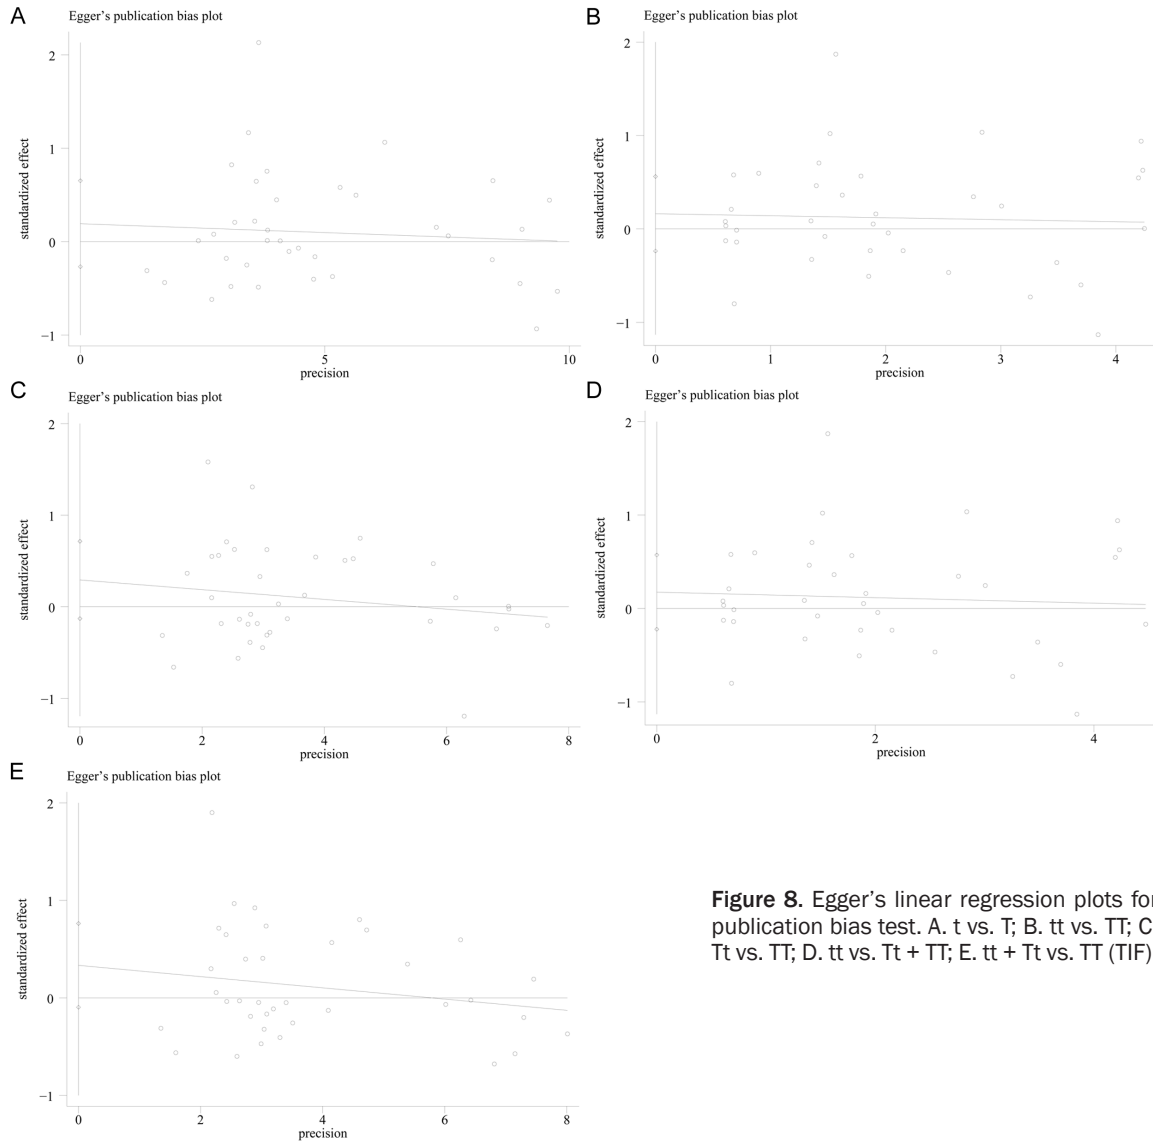 A
Egger's publication bias plot
standardized effect
2
1
0
−1
0
5
10
precision
B
Egger's publication bias plot
standardized effect
2
1
0
−1
0
1
2
3
4
precision
C
Egger's publication bias plot
standardized effect
2
1
0
−1
0
2
4
6
8
precision
D
Egger's publication bias plot
standardized effect
2
1
0
−1
0
2
4
precision
E
Egger's publication bias plot
standardized effect
2
1
0
−1
0
2
4
6
8
precision
Figure 8. Egger's linear regression plots for
publication bias test. A. t vs. T; B. tt vs. TT; C
Tt vs. TT; D. tt vs. Tt + TT; E. tt + Tt vs. TT (TIF)